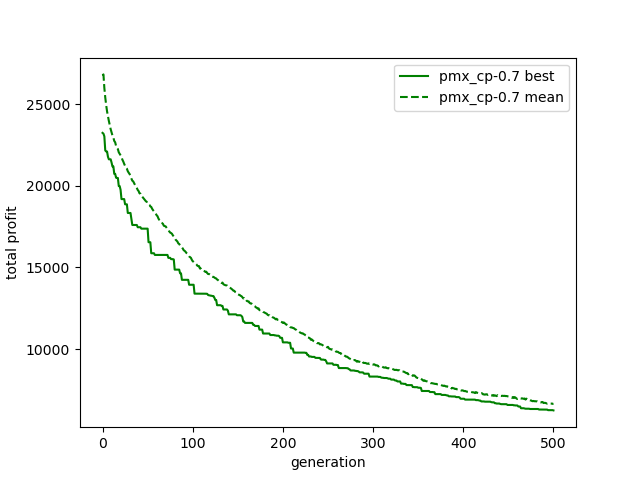 pmx_cp-0.7 best
pmx_cp-0.7 mean
25000
20000
15000
10000
total profit
0 100 200 300 400 500
generation